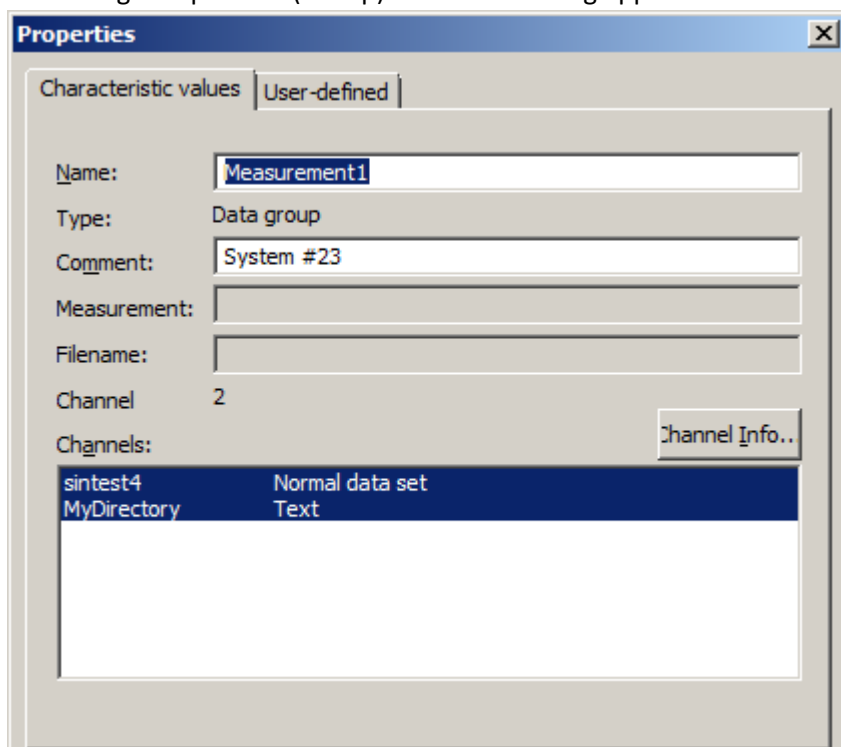 Properties
Characteristic values User-defined
Name: Measurement1
Type: Data group
Comment: System #23
Measurement:
Filename:
Channel 2
Channel Info...
Channels:
sintest4 Normal data set
MyDirectory Text